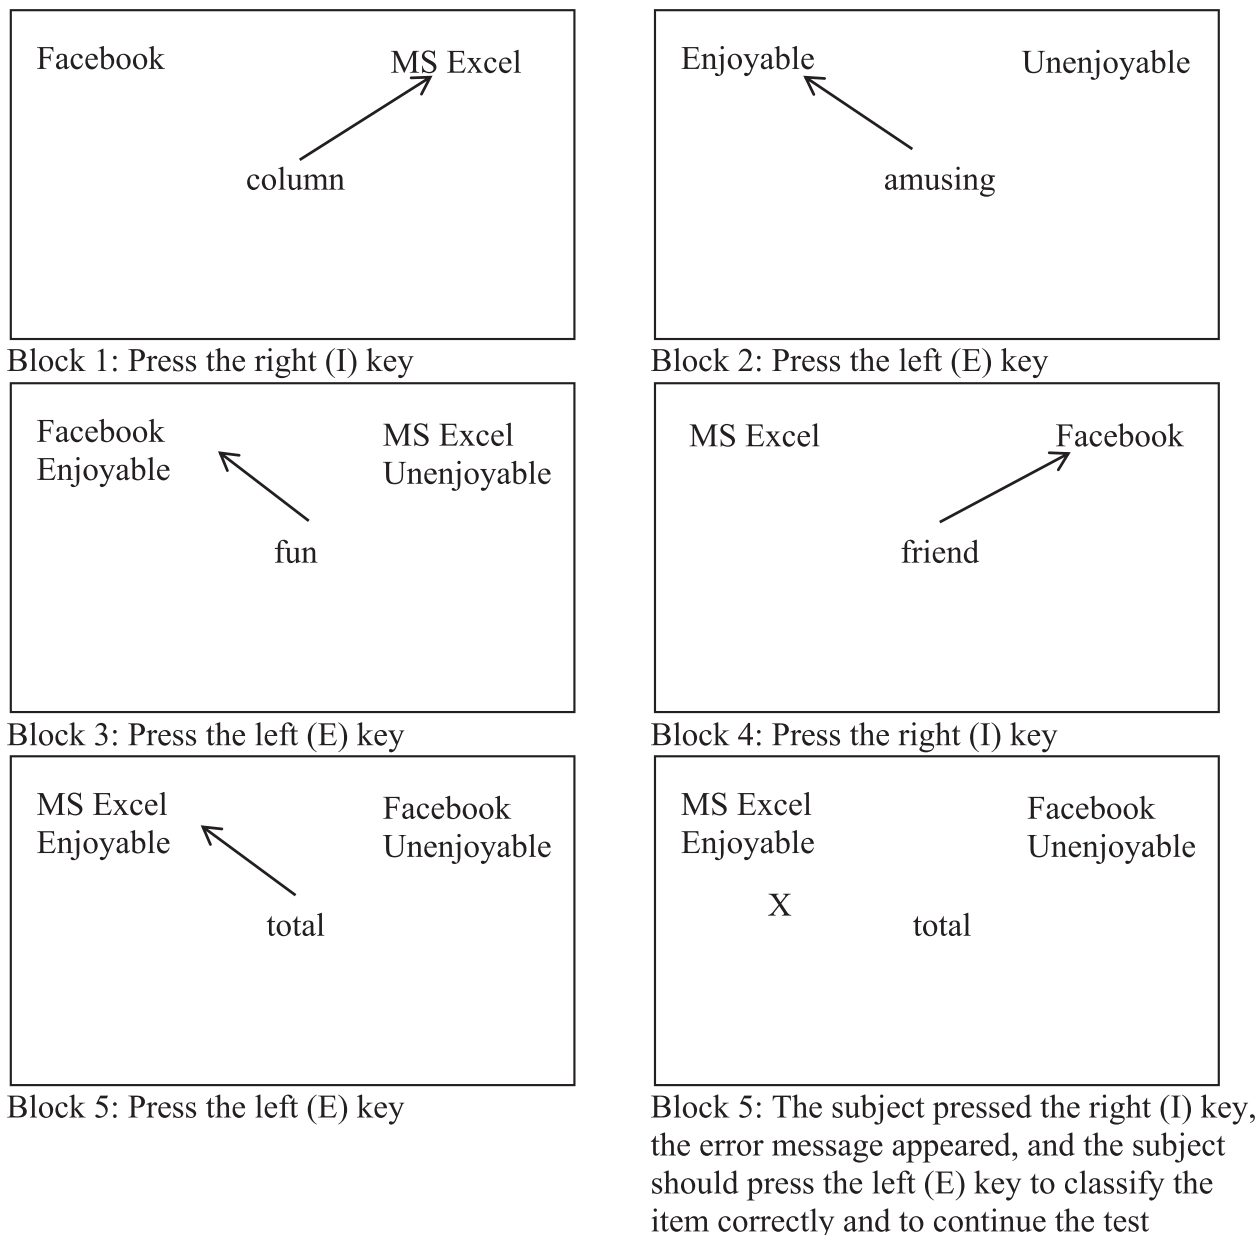 Facebook
MS Excel
column
Block 1: Press the right (I) key
Enjoyable
Unenjoyable
amusing
Block 2: Press the left (E) key
Facebook
Enjoyable
MS Excel
Unenjoyable
fun
Block 3: Press the left (E) key
MS Excel
Facebook
friend
Block 4: Press the right (I) key
MS Excel
Enjoyable
Facebook
Unenjoyable
total
Block 5: Press the left (E) key
MS Excel
Enjoyable
Facebook
Unenjoyable
X
total
Block 5: The subject pressed the right (I) key,
the error message appeared, and the subject
should press the left (E) key to classify the
item correctly and to continue the test